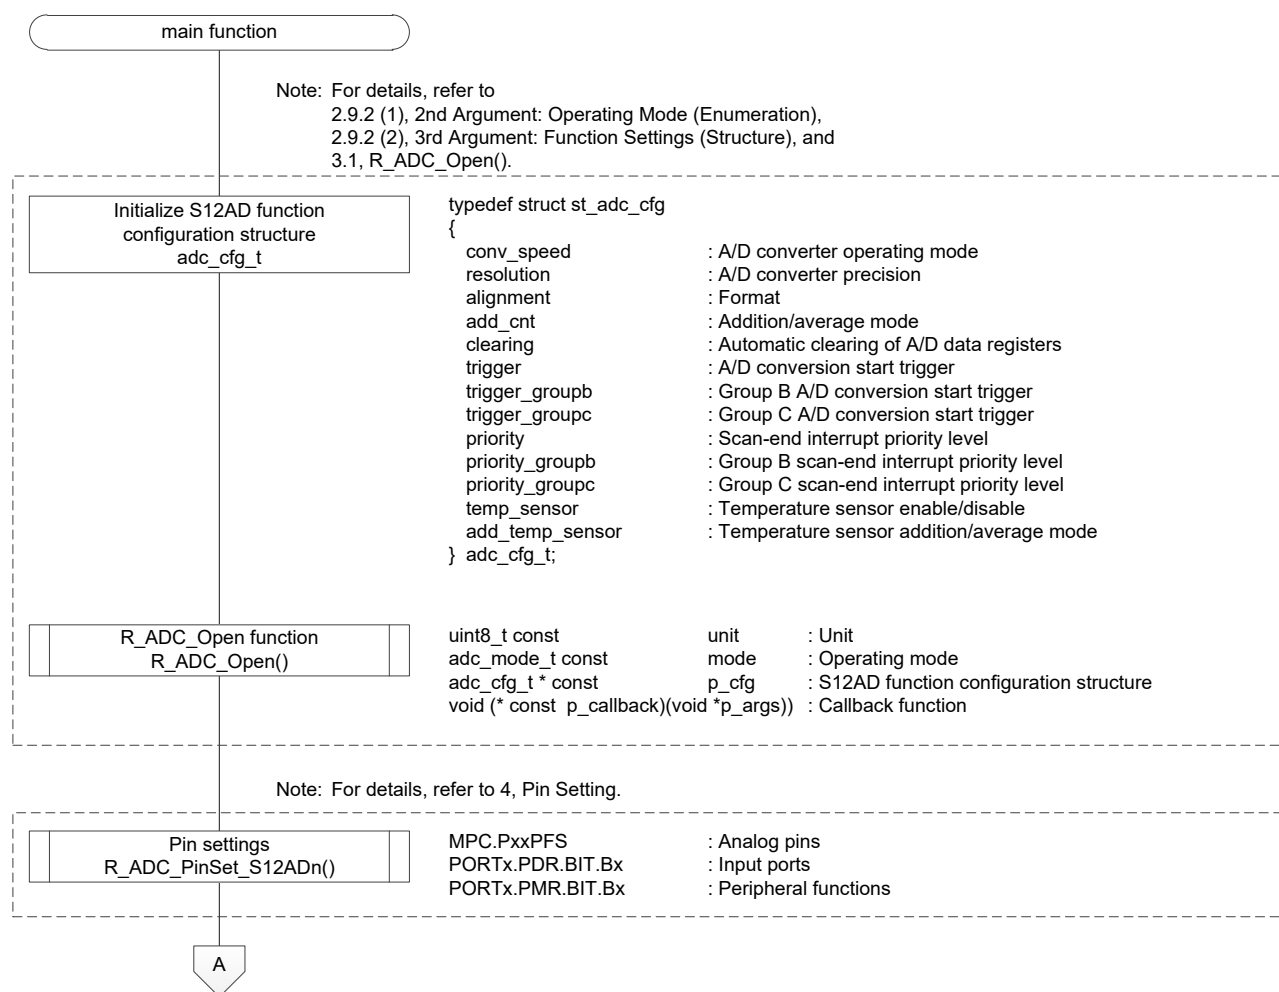 main function
Note: For details, refer to
2.9.2 (1), 2nd Argument: Operating Mode (Enumeration),
2.9.2 (2), 3rd Argument: Function Settings (Structure), and
3.1, R_ADC_Open().
Initialize S12AD function
configuration structure
adc_cfg_t
typedef struct st_adc_cfg
{
conv_speed : A/D converter operating mode
resolution : A/D converter precision
alignment : Format
add_cnt : Addition/average mode
clearing : Automatic clearing of A/D data registers
trigger : A/D conversion start trigger
trigger_groupb : Group B A/D conversion start trigger
trigger_groupc : Group C A/D conversion start trigger
priority : Scan-end interrupt priority level
priority_groupb : Group B scan-end interrupt priority level
priority_groupc : Group C scan-end interrupt priority level
temp_sensor : Temperature sensor enable/disable
add_temp_sensor : Temperature sensor addition/average mode
} adc_cfg_t;
R_ADC_Open function
R_ADC_Open()
uint8_t const unit : Unit
adc_mode_t const mode : Operating mode
adc_cfg_t * const p_cfg : S12AD function configuration structure
void (* const p_callback)(void *p_args)) : Callback function
Note: For details, refer to 4, Pin Setting.
Pin settings
R_ADC_PinSet_S12ADn()
MPC.PxxPFS : Analog pins
PORTx.PDR.BIT.Bx : Input ports
PORTx.PMR.BIT.Bx : Peripheral functions
A